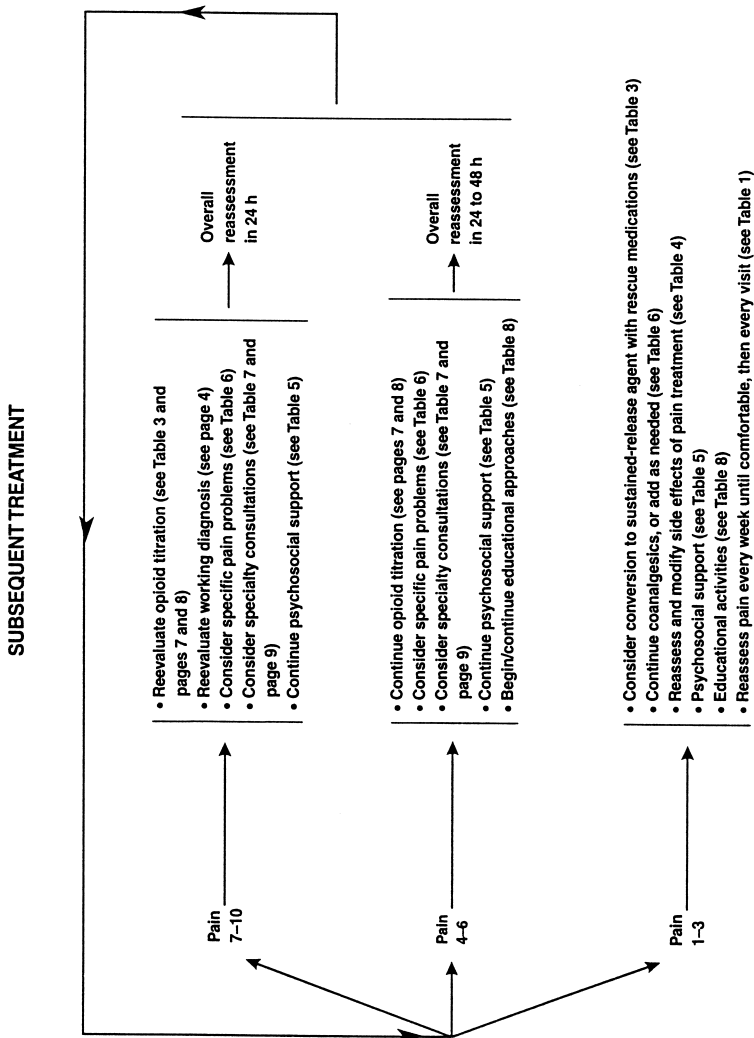 SUBSEQUENT TREATMENT
Pain
7–10
• Reevaluate opioid titration (see Table 3 and
pages 7 and 8)
• Reevaluate working diagnosis (see page 4)
• Consider specific pain problems (see Table 6)
• Consider specialty consultations (see Table 7 and
page 9)
• Continue psychosocial support (see Table 5)
Overall
reassessment
in 24 h
Pain
4–6
• Continue opioid titration (see pages 7 and 8)
• Consider specific pain problems (see Table 6)
• Consider specialty consultations (see Table 7 and
page 9)
• Continue psychosocial support (see Table 5)
• Begin/continue educational approaches (see Table 8)
Overall
reassessment
in 24 to 48 h
Pain
1–3
• Consider conversion to sustained-release agent with rescue medications (see Table 3)
• Continue coanalgesics, or add as needed (see Table 6)
• Reassess and modify side effects of pain treatment (see Table 4)
• Psychosocial support (see Table 5)
• Educational activities (see Table 8)
• Reassess pain every week until comfortable, then every visit (see Table 1)